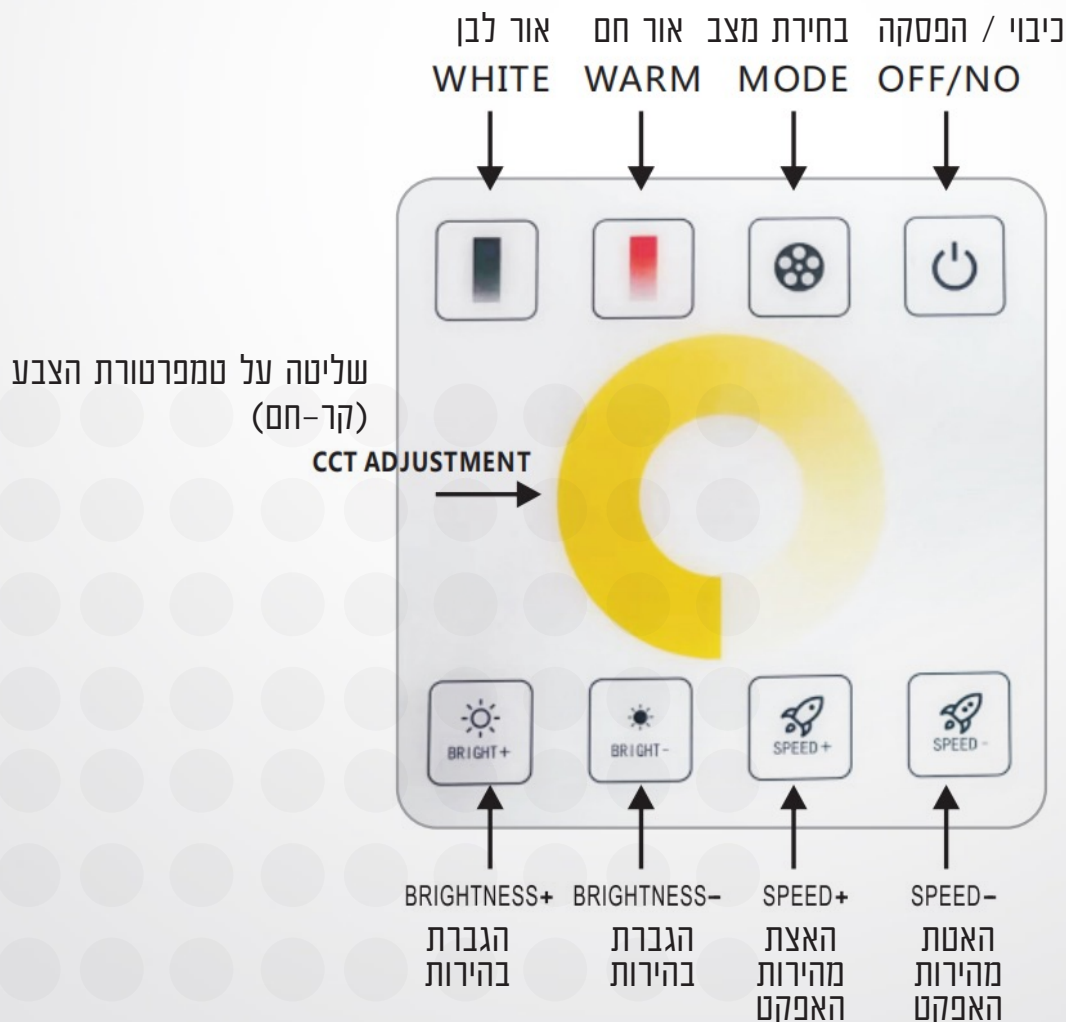 אור לבן
אור חם
בחירת מצב
כיבוי / הפסקה
WHITE
WARM
MODE
OFF/NO
שליטה על טמפרטורת הצבע
(קר-חם)
CCT ADJUSTMENT
BRIGHT+
BRIGHT-
SPEED+
SPEED-
BRIGHTNESS+
BRIGHTNESS-
SPEED+
SPEED-
הגברת
בהירות
הגברת
בהירות
האצת
מהירות
האפקט
האטת
מהירות
האפקט